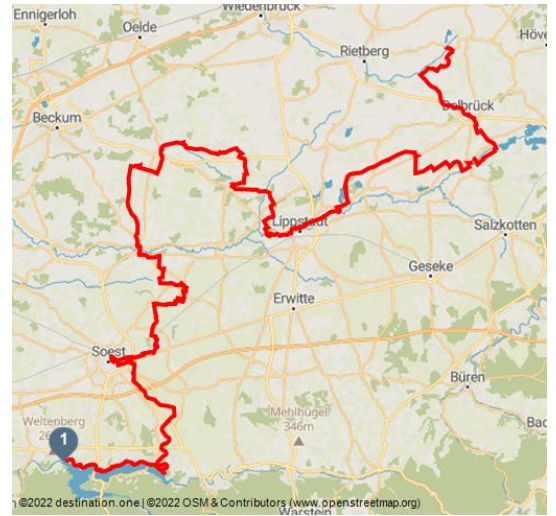 Ennigerloh
Wiedenbrück
Oelde
Höve
Rietberg
Beckum
Delbrück
Lippstadt
Salzkotten
Geseke
Erwitte
Soest
Büren
Mehlhügel
346m
Weltenberg
26
1
Bad
Warstein
©2022 destination.one | ©2022 OSM & Contributors (www.openstreetmap.org)